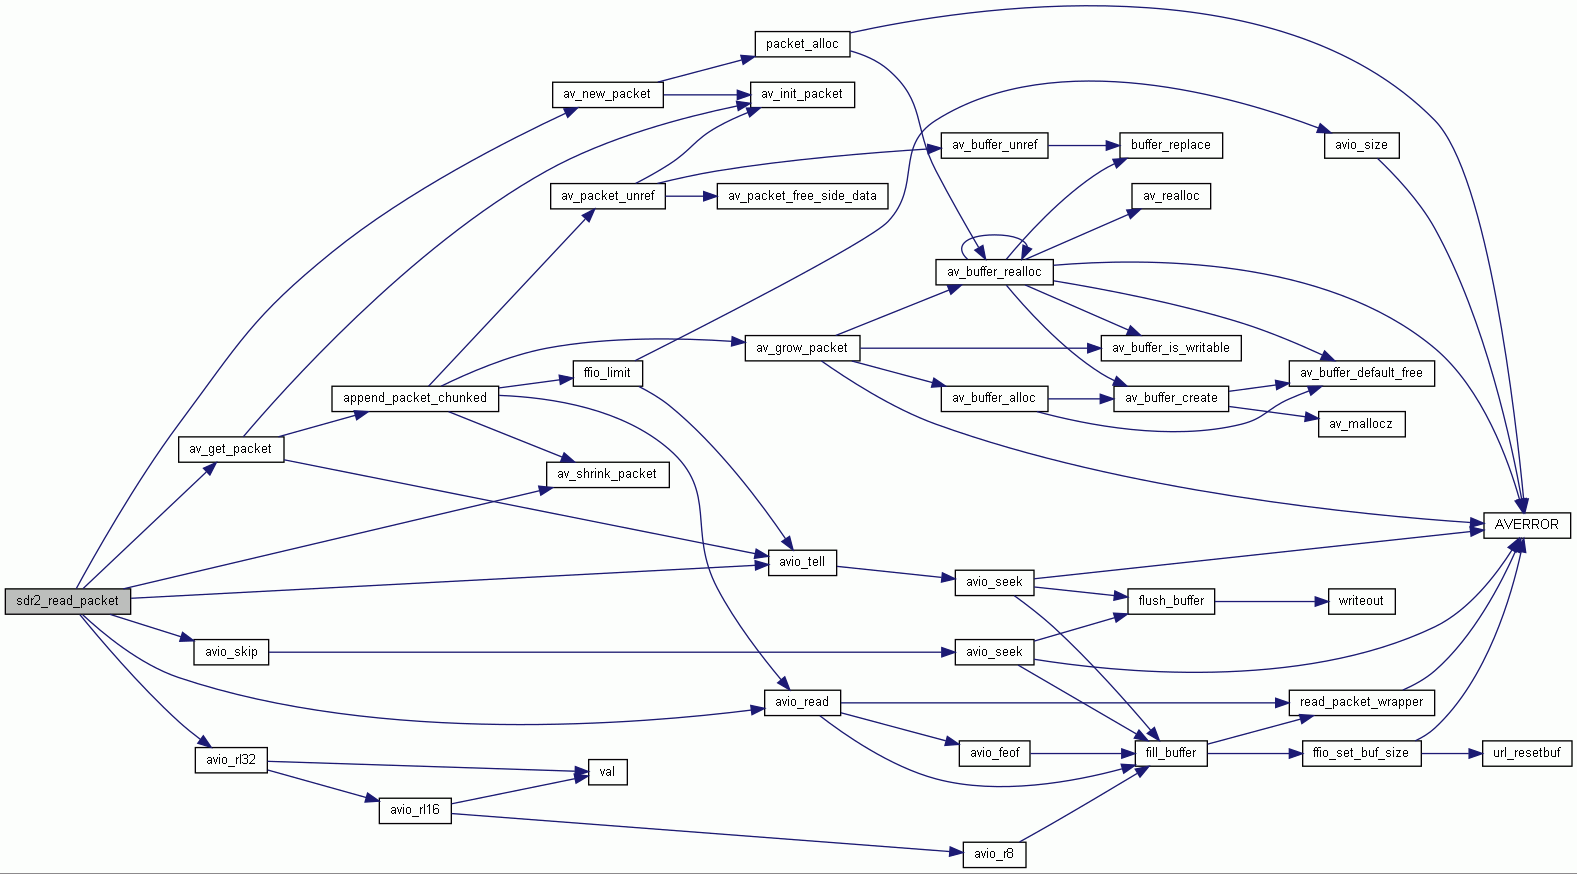 packet_alloc
av_new_packet
av_init_packet
av_buffer_unref
buffer_replace
avio_size
av_packet_unref
av_packet_free_side_data
av_realloc
av_buffer_realloc
av_grow_packet
av_buffer_is_writable
ffio_limit
av_buffer_default_free
append_packet_chunked
av_buffer_alloc
av_buffer_create
av_mallocz
av_get_packet
av_shrink_packet
AVERROR
avio_tell
avio_seek
sdr2_read_packet
flush_buffer
writeout
avio_skip
avio_seek
avio_read
read_packet_wrapper
avio_rl32
avio_feof
fill_buffer
ffio_set_buf_size
url_resetbuf
val
avio_rl16
avio_r8